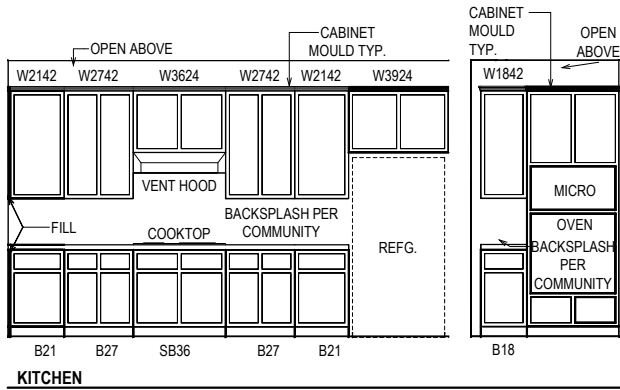 OPEN ABOVE
CABINET
MOULD TYP.
W2142
W2742
W3624
W2742
W2142
W3924
VENT HOOD
FILL
COOKTOP
BACKSPLASH PER
COMMUNITY
REFG.
B21
B27
SB36
B27
B21
CABINET
MOULD
TYP.
OPEN
ABOVE
W1842
MICRO
OVEN
BACKSPLASH
PER
COMMUNITY
B18
KITCHEN